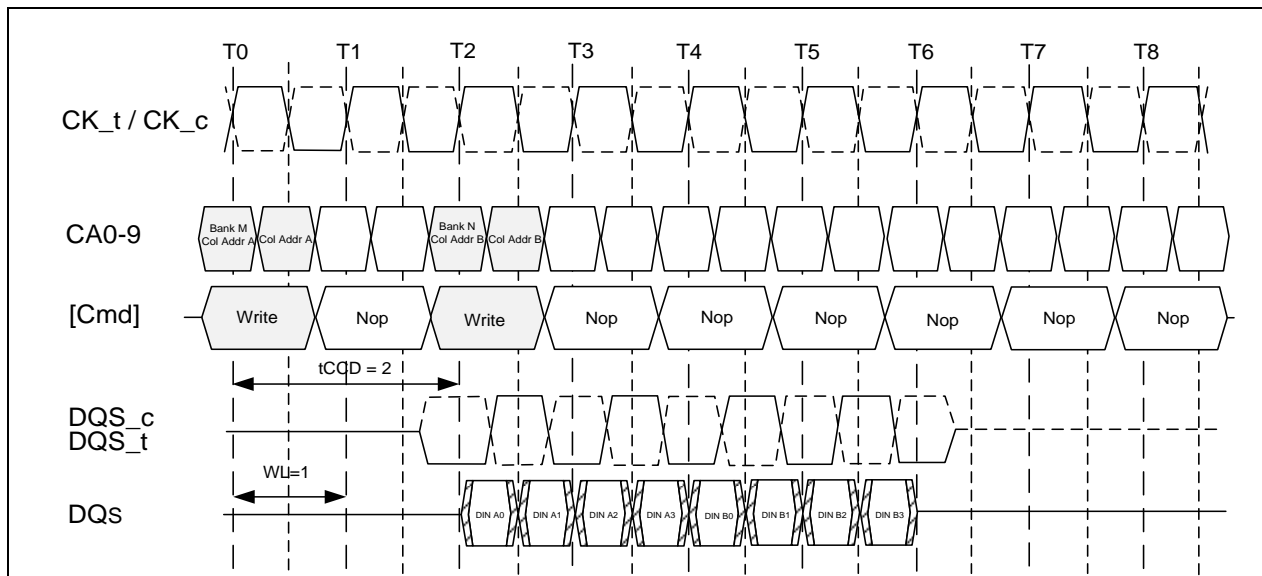 T0 T1 T2 T3 T4 T5 T6 T7 T8
CK_t / CK_c
CA0-9
Bank M
Col Addr A
Col Addr A
Bank N
Col Addr B
Col Addr B
[Cmd]
Write Nop Write Nop Nop Nop Nop Nop Nop
tCCD = 2
DQS_c
DQS_t
WL=1
DQs
DIN A0 DIN A1 DIN A2 DIN A3 DIN B0 DIN B1 DIN B2 DIN B3